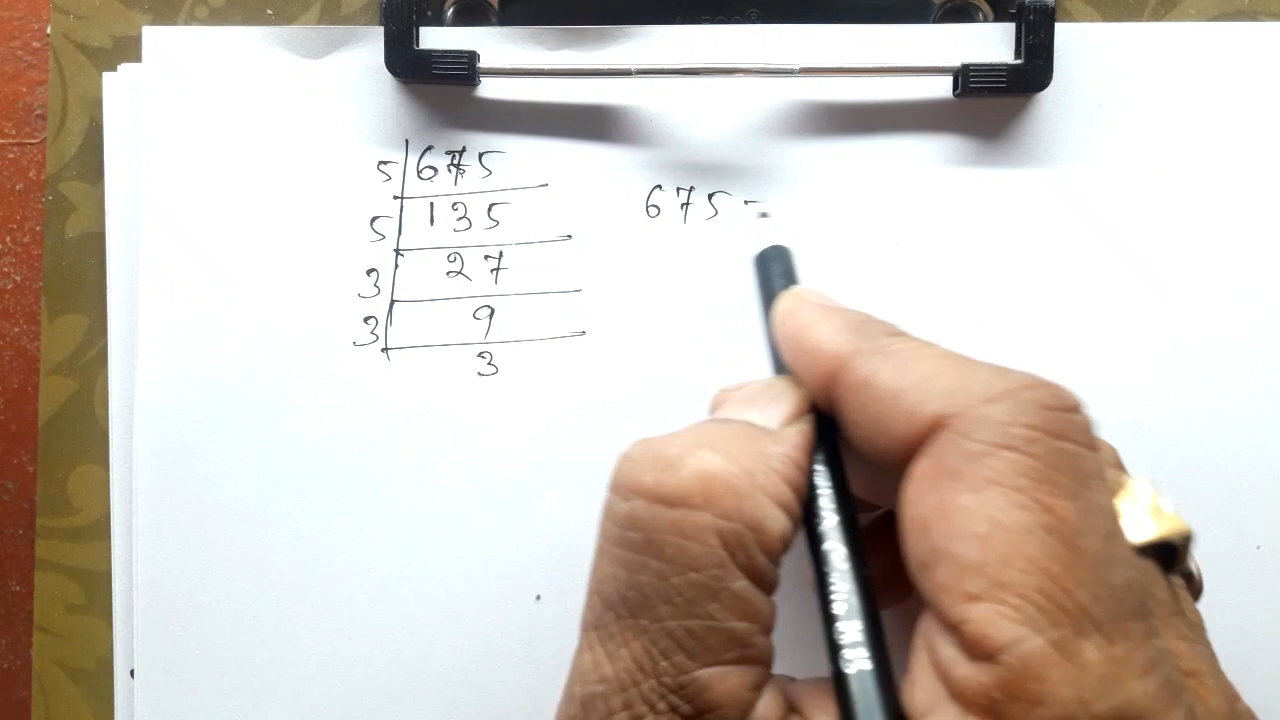 5 | 675
5 | 135
3 | 27
3 | 9
3
675 -